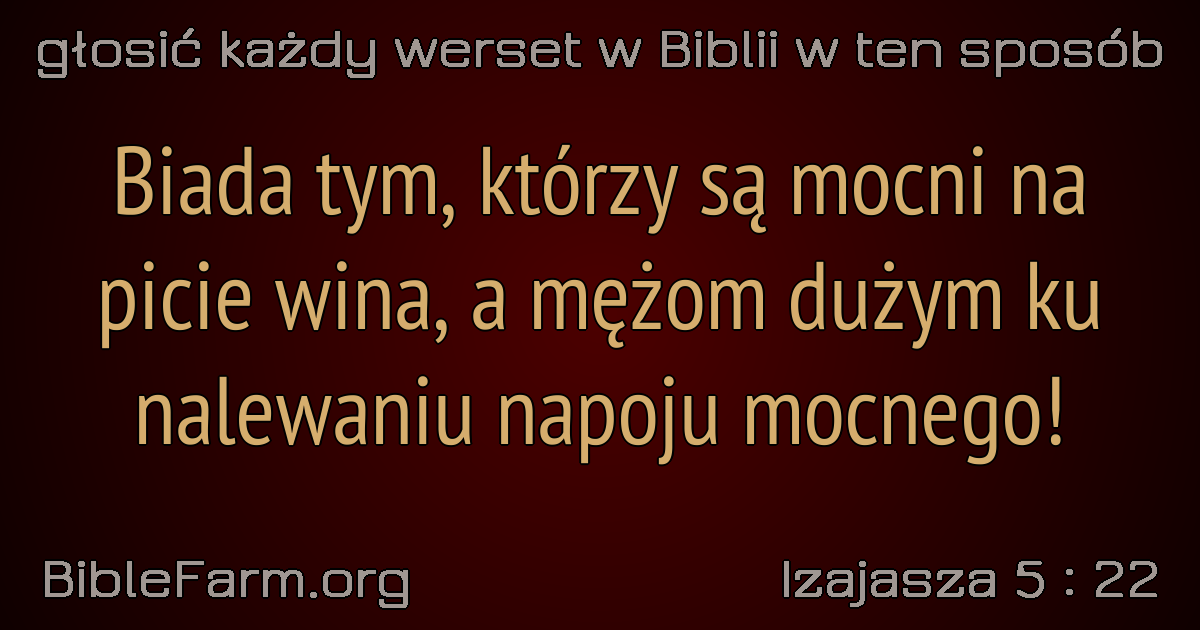 głosić każdy werset w Biblii w ten sposób
Biada tym, którzy są mocni na
picie wina, a mężom dużym ku
nalewaniu napoju mocnego!
BibleFarm.org
Izajasza 5 : 22